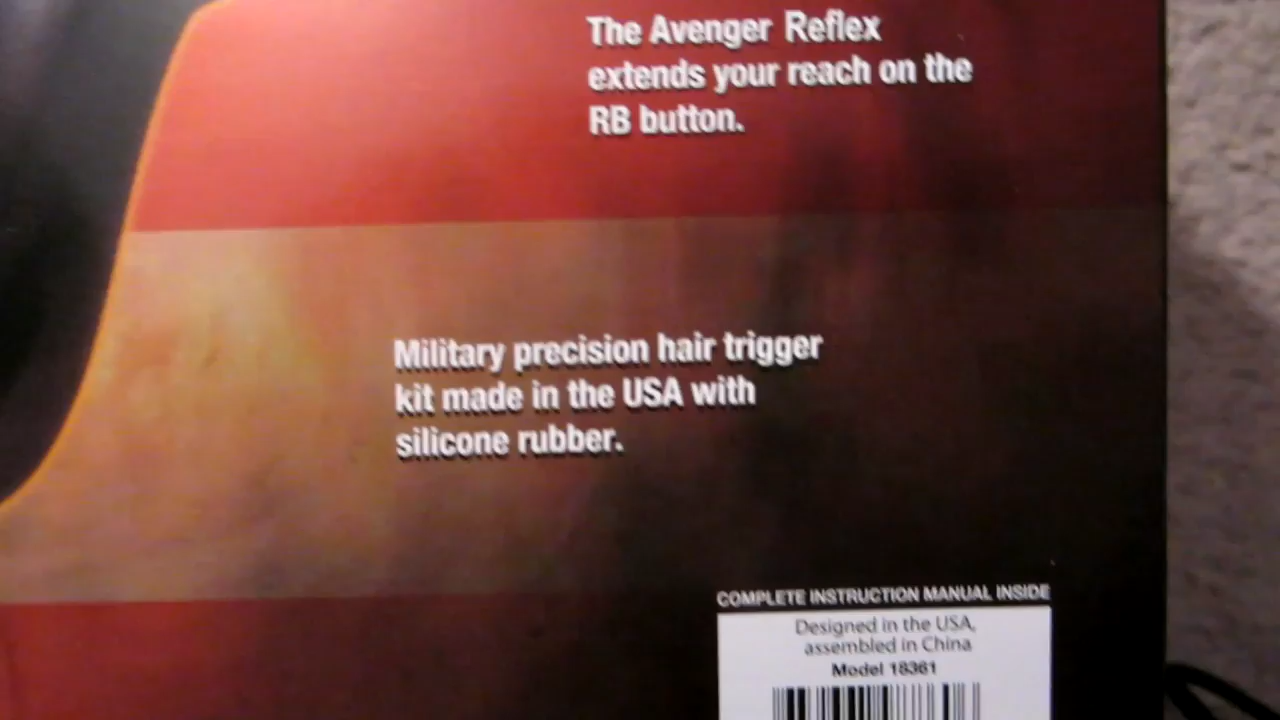 The Avenger Reflex
extends your reach on the
RB button.
Military precision hair trigger
kit made in the USA with
silicone rubber.
COMPLETE INSTRUCTION MANUAL INSIDE
Designed in the USA,
assembled in China
Model 18361